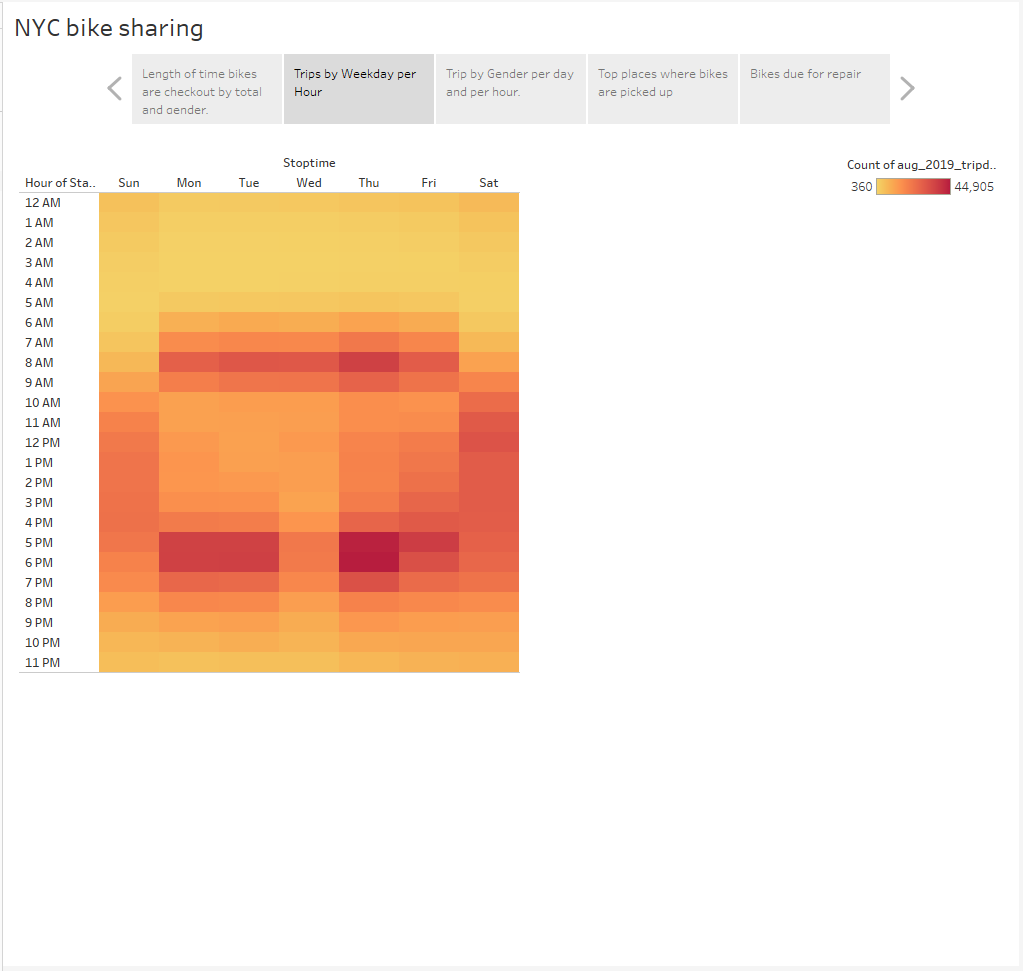 NYC bike sharing
Length of time bikes
are checkout by total
and gender.
Trips by Weekday per
Hour
Trip by Gender per day
and per hour.
Top places where bikes
are picked up
Bikes due for repair
Stoptime
Hour of Sta.. Sun Mon Tue Wed Thu Fri Sat
12 AM
1 AM
2 AM
3 AM
4 AM
5 AM
6 AM
7 AM
8 AM
9 AM
10 AM
11 AM
12 PM
1 PM
2 PM
3 PM
4 PM
5 PM
6 PM
7 PM
8 PM
9 PM
10 PM
11 PM
Count of aug_2019_tripd..
360 44,905